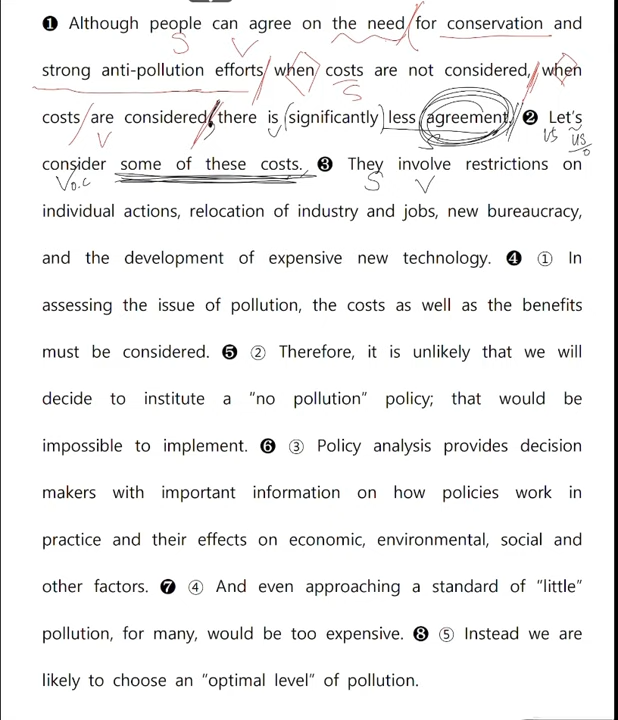 ❶ Although people can agree on the need for conservation and
S V
strong anti-pollution efforts when costs are not considered, when
S
costs are considered, there is significantly less agreement. ❷ Let's
V V S vs us
consider some of these costs. ❸ They involve restrictions on
V O.C S V
individual actions, relocation of industry and jobs, new bureaucracy,
and the development of expensive new technology. ❹ ① In
assessing the issue of pollution, the costs as well as the benefits
must be considered. ❺ ② Therefore, it is unlikely that we will
decide to institute a “no pollution” policy; that would be
impossible to implement. ❻ ③ Policy analysis provides decision
makers with important information on how policies work in
practice and their effects on economic, environmental, social and
other factors. ❼ ④ And even approaching a standard of “little”
pollution, for many, would be too expensive. ❽ ⑤ Instead we are
likely to choose an “optimal level” of pollution.